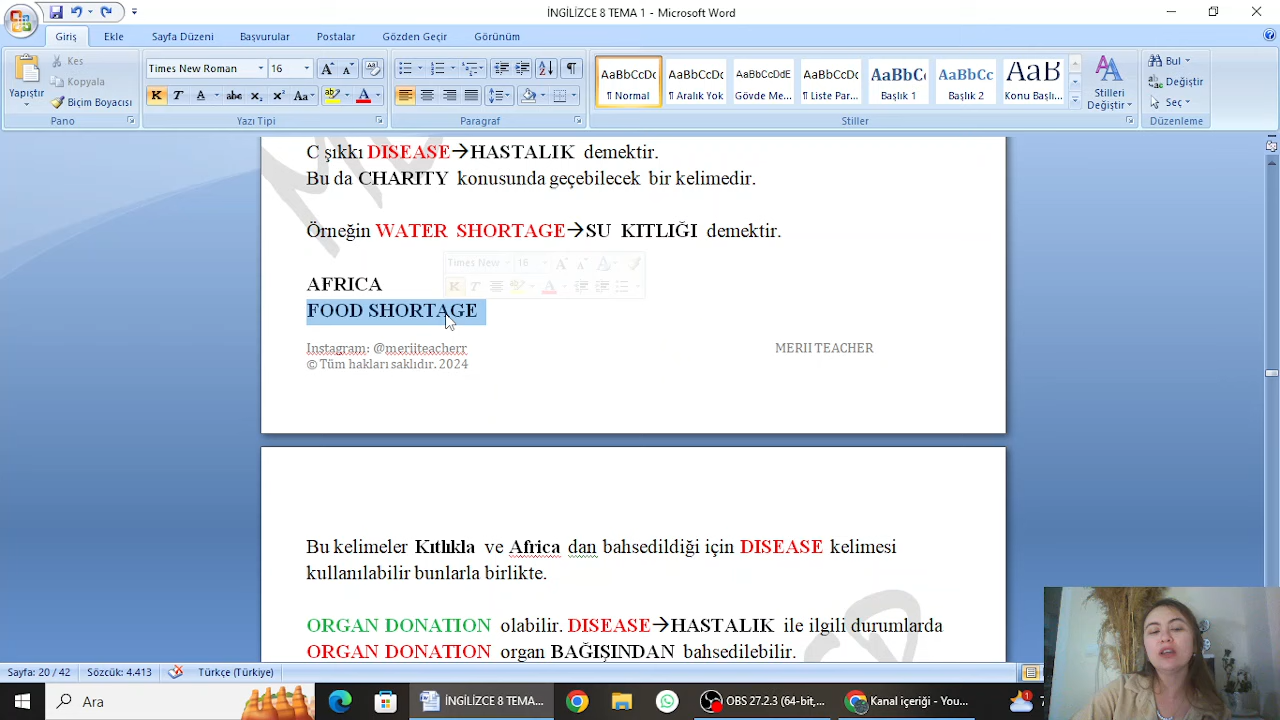 İNGİLİZCE 8 TEMA 1 - Microsoft Word
Giriş Ekle Sayfa Düzeni Başvurular Postalar Gözden Geçir Görünüm
Yapıştır
Kes
Kopyala
Biçim Boyacısı
Times New Roman 16
AaBbCcDc AaBbCcDc AaBbCcDdE AaBbCcDc AaBbC AaBbCc AaB
¶ Normal ¶ Aralık Yok Gövde Me... ¶ Liste Par... Başlık 1 Başlık 2 Konu Başlı...
Stilleri Değiştir
Bul
Değiştir
Seç
Pano Yazı Tipi Paragraf Stiller Düzenleme
C şıkkı DISEASE→HASTALIK demektir.
Bu da CHARITY konusunda geçebilecek bir kelimedir.
Örneğin WATER SHORTAGE→SU KITLIĞI demektir.
Times New 16
AFRICA
FOOD SHORTAGE
Instagram: @meriiteacherr MERII TEACHER
© Tüm hakları saklıdır. 2024
Bu kelimeler Kıtlıkla ve Africa dan bahsedildiği için DISEASE kelimesi
kullanılabilir bunlarla birlikte.
ORGAN DONATION olabilir. DISEASE→HASTALIK ile ilgili durumlarda
ORGAN DONATION organ BAĞIŞINDAN bahsedilebilir.
Sayfa: 20 / 42 Sözcük: 4.413 Türkçe (Türkiye)
Ara
İNGİLİZCE 8 TEMA... OBS 27.2.3 (64-bit,... Kanal içeriği - You...